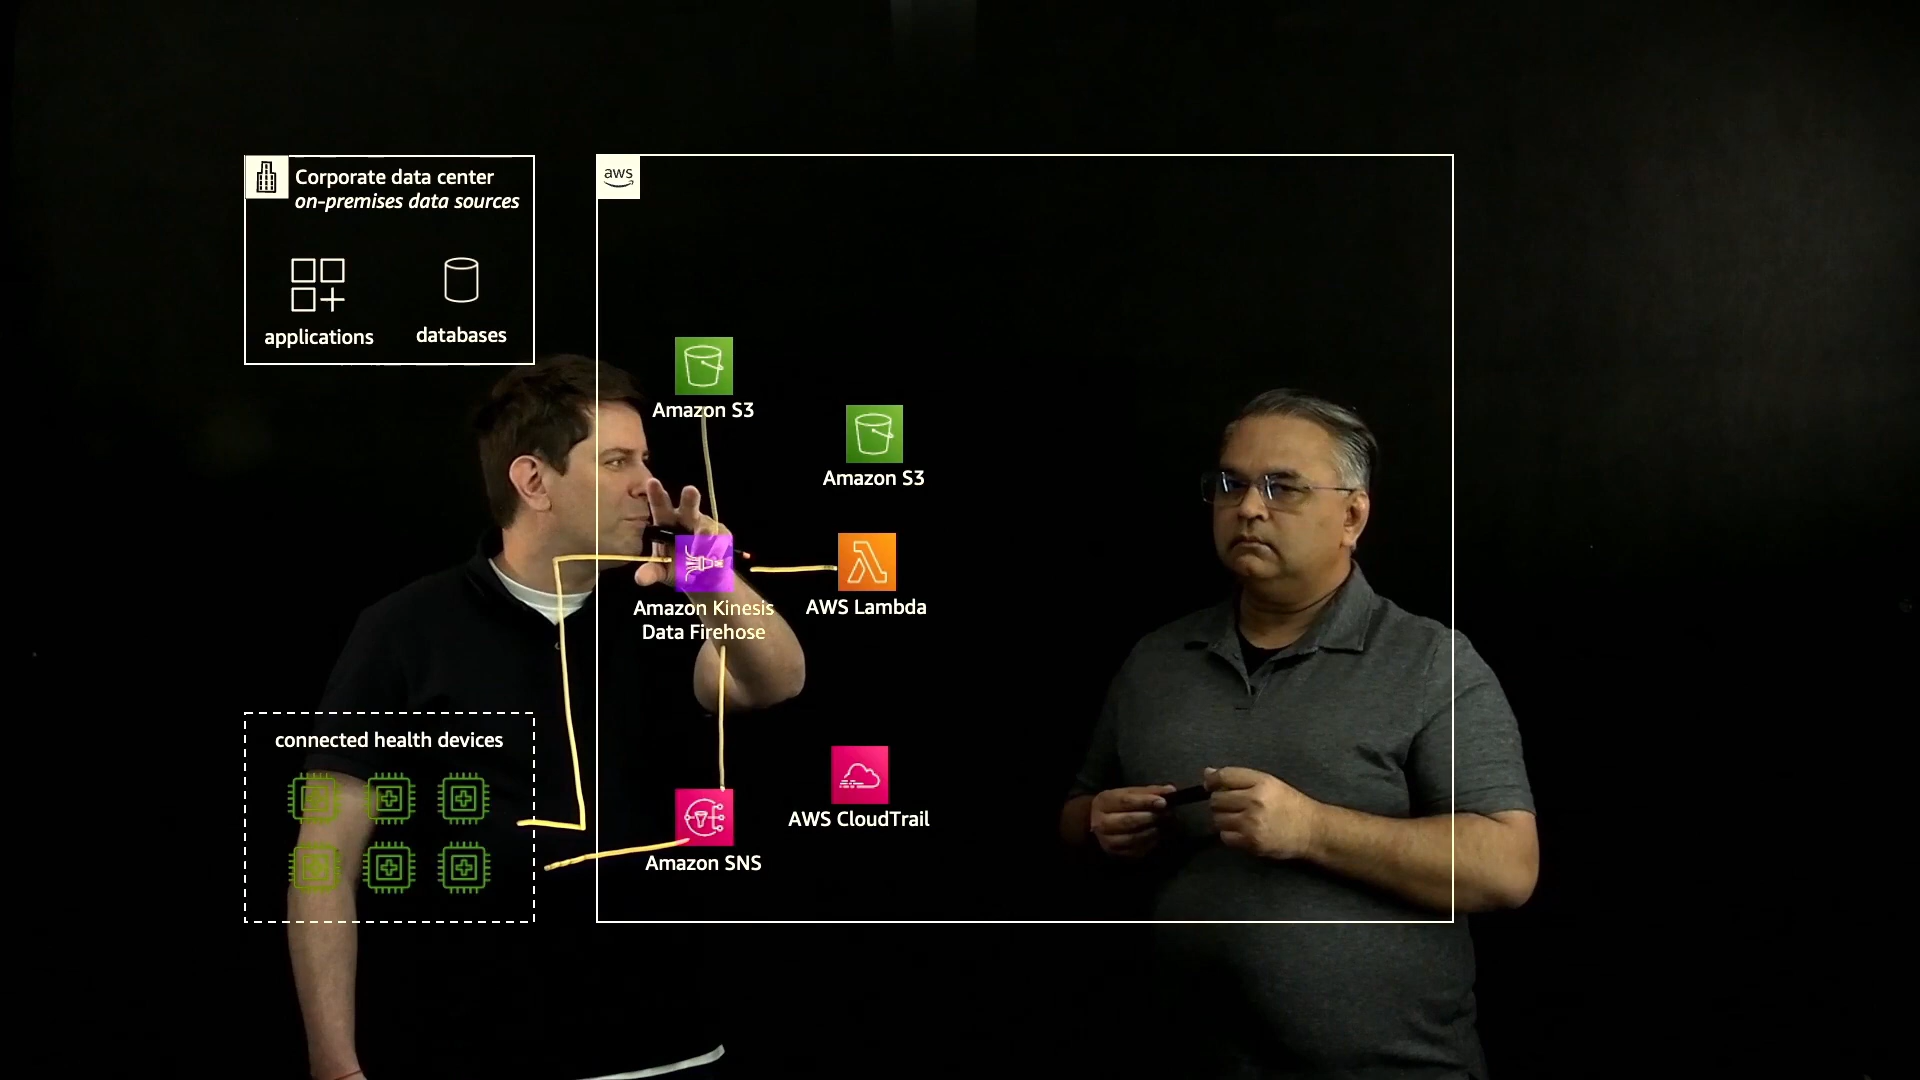 Corporate data center
on-premises data sources
applications
databases
aws
Amazon S3
Amazon S3
Amazon Kinesis
Data Firehose
AWS Lambda
connected health devices
AWS CloudTrail
Amazon SNS